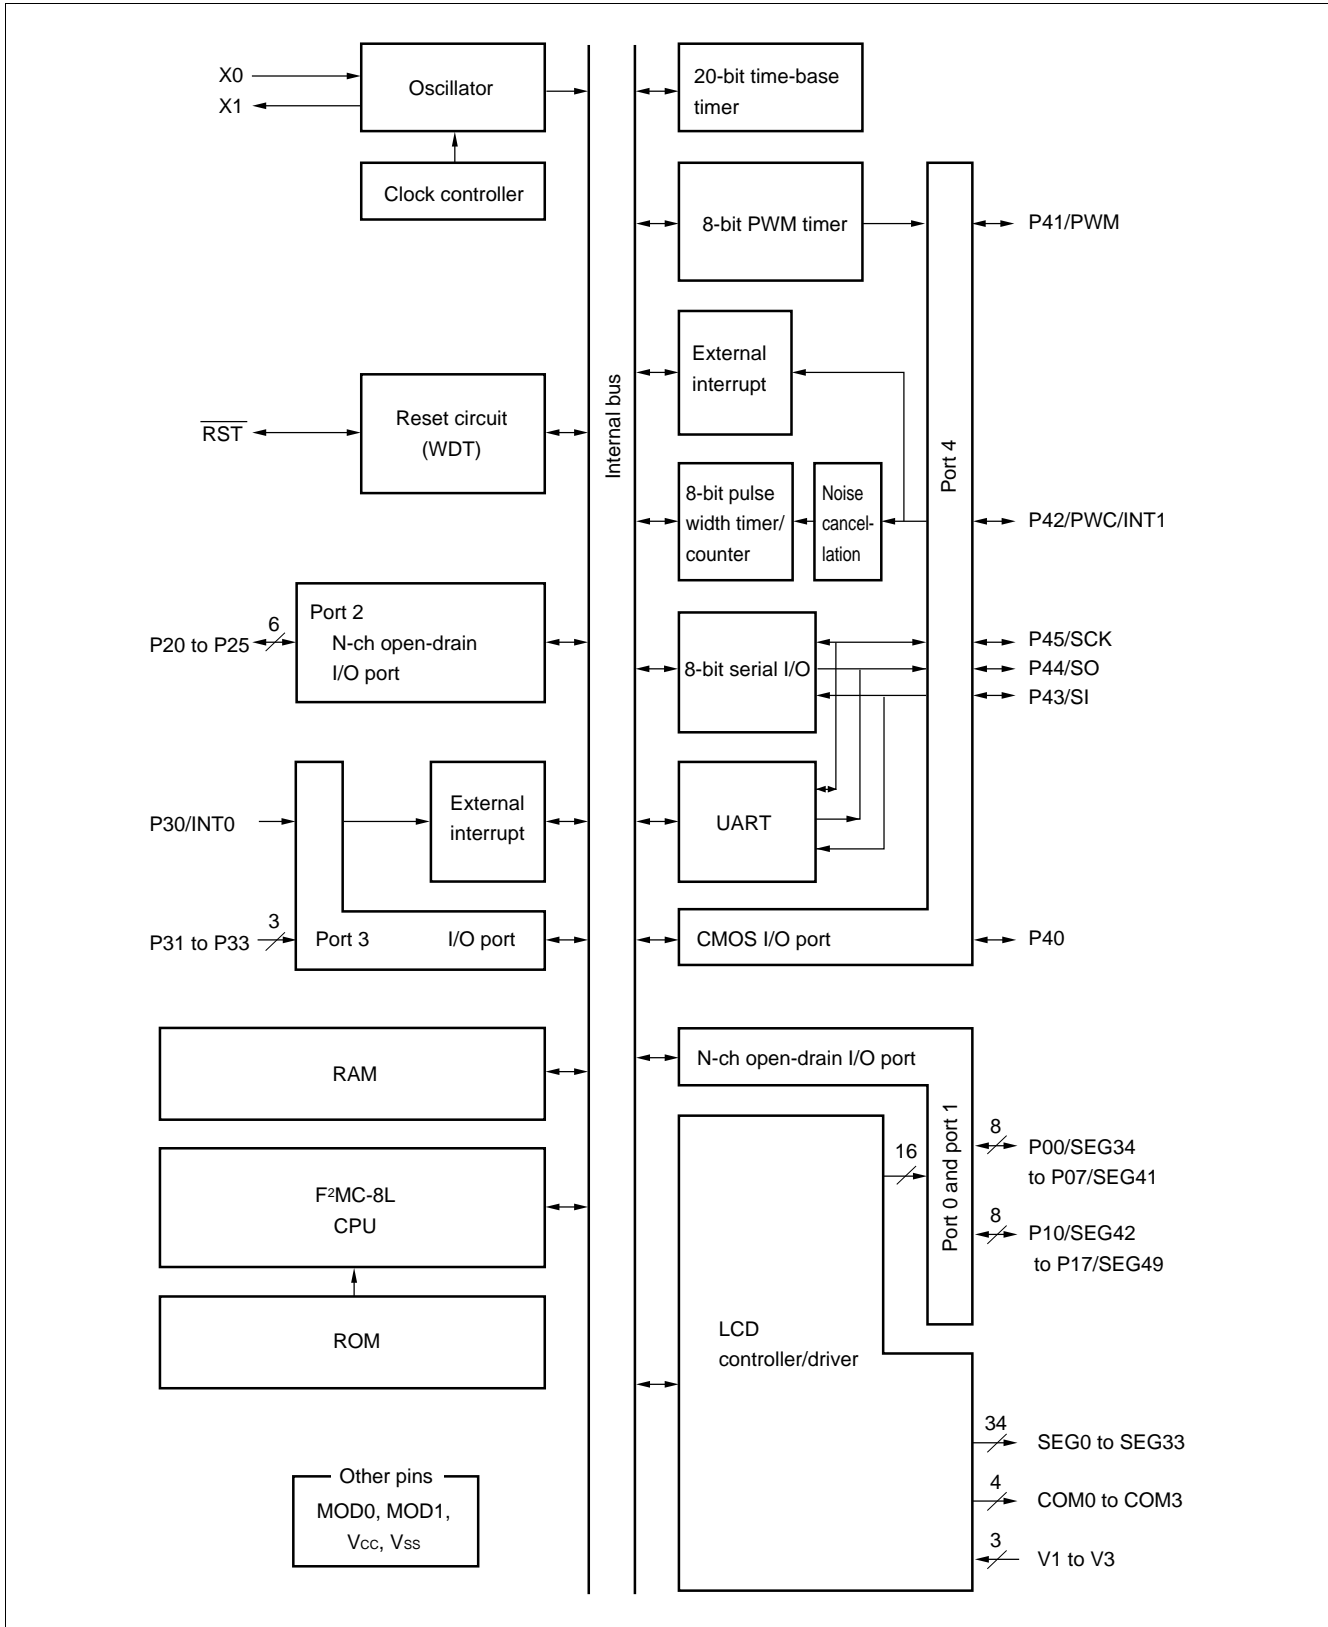 X0
X1
Oscillator
Clock controller
20-bit time-base
timer
8-bit PWM timer
P41/PWM
External
interrupt
RST
Reset circuit
(WDT)
Internal bus
Port 4
8-bit pulse
width timer/
counter
Noise
cancel-
lation
P42/PWC/INT1
P20 to P25
6
Port 2
N-ch open-drain
I/O port
8-bit serial I/O
P45/SCK
P44/SO
P43/SI
P30/INT0
External
interrupt
UART
P31 to P33
3
Port 3
I/O port
CMOS I/O port
P40
RAM
N-ch open-drain I/O port
Port 0 and port 1
8
P00/SEG34
to P07/SEG41
16
8
P10/SEG42
to P17/SEG49
F2MC-8L
CPU
ROM
LCD
controller/driver
34
SEG0 to SEG33
4
COM0 to COM3
3
V1 to V3
Other pins
MOD0, MOD1,
VCC, VSS